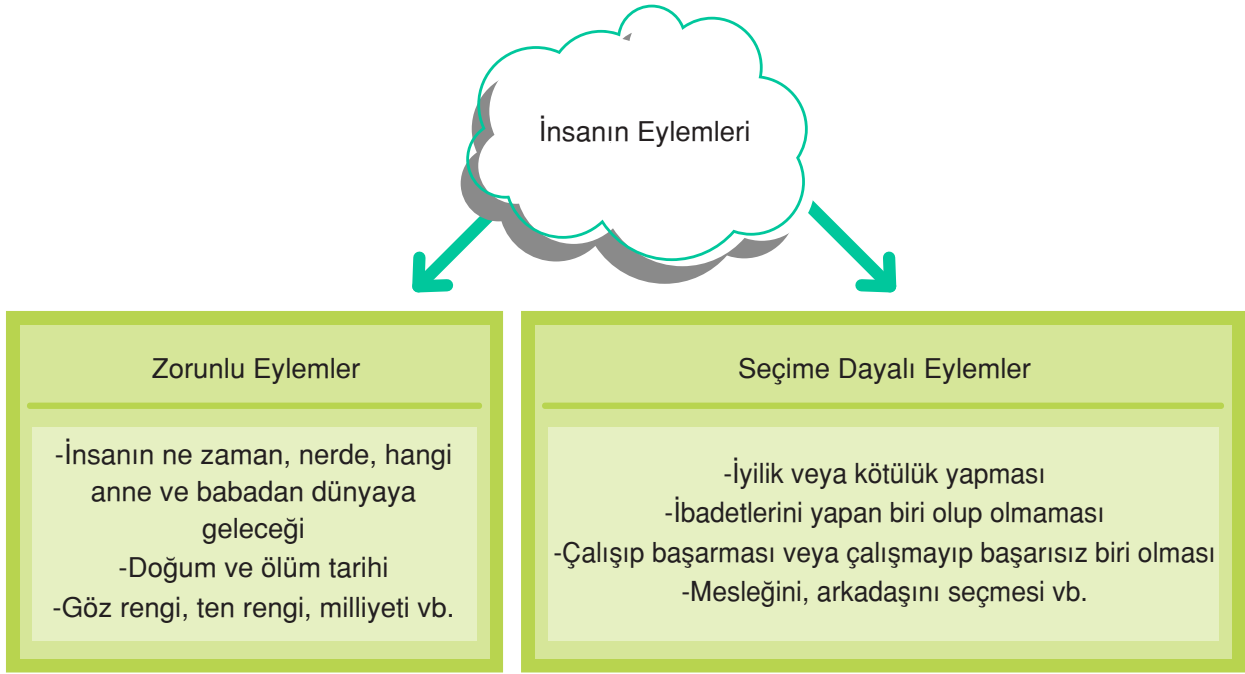 İnsanın Eylemleri
Zorunlu Eylemler
-İnsanın ne zaman, nerde, hangi
anne ve babadan dünyaya
geleceği
-Doğum ve ölüm tarihi
-Göz rengi, ten rengi, milliyeti vb.
Seçime Dayalı Eylemler
-İyilik veya kötülük yapması
-İbadetlerini yapan biri olup olmaması
-Çalışıp başarması veya çalışmayıp başarısız biri olması
-Mesleğini, arkadaşını seçmesi vb.